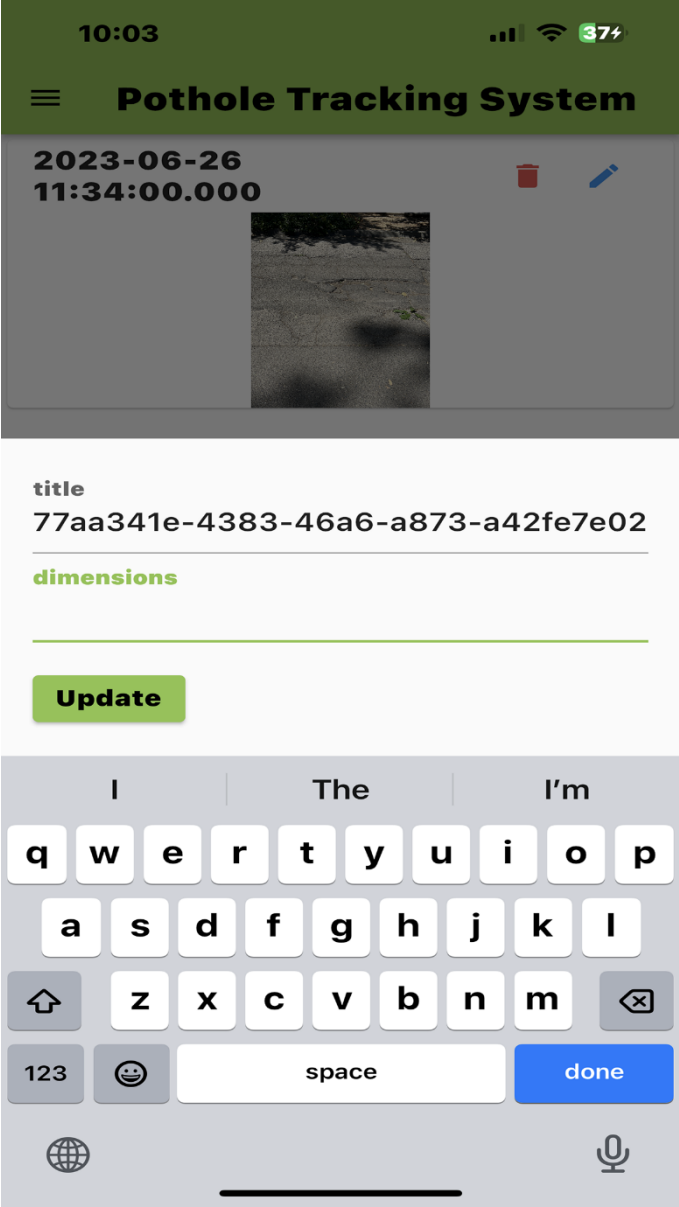 10:03
37
Pothole Tracking System
2023-06-26
11:34:00.000
title
77aa341e-4383-46a6-a873-a42fe7e02
dimensions
Update
I The I'm
q w e r t y u i o p
a s d f g h j k l
z x c v b n m
123 space done